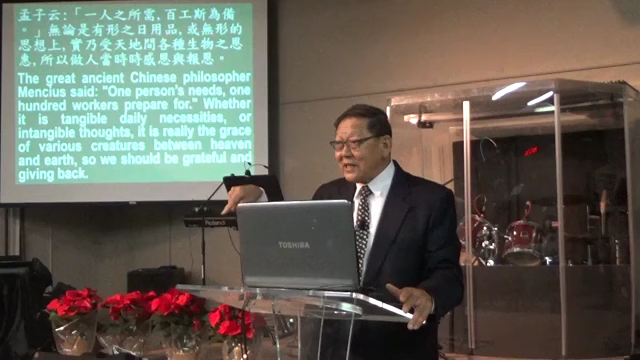 孟子云:「一人之所需,百工斯為備
。」無論是有形之日用品,或無形的
思想上,實乃受天地間各種生物之恩
惠,所以做人當時時感恩與報恩。
The great ancient Chinese philosopher
Mencius said: "One person's needs, one
hundred workers prepare for." Whether
it is tangible daily necessities, or
intangible thoughts, it is really the grace
of various creatures between heaven
and earth, so we should be grateful and
giving back.
Roland
TOSHIBA